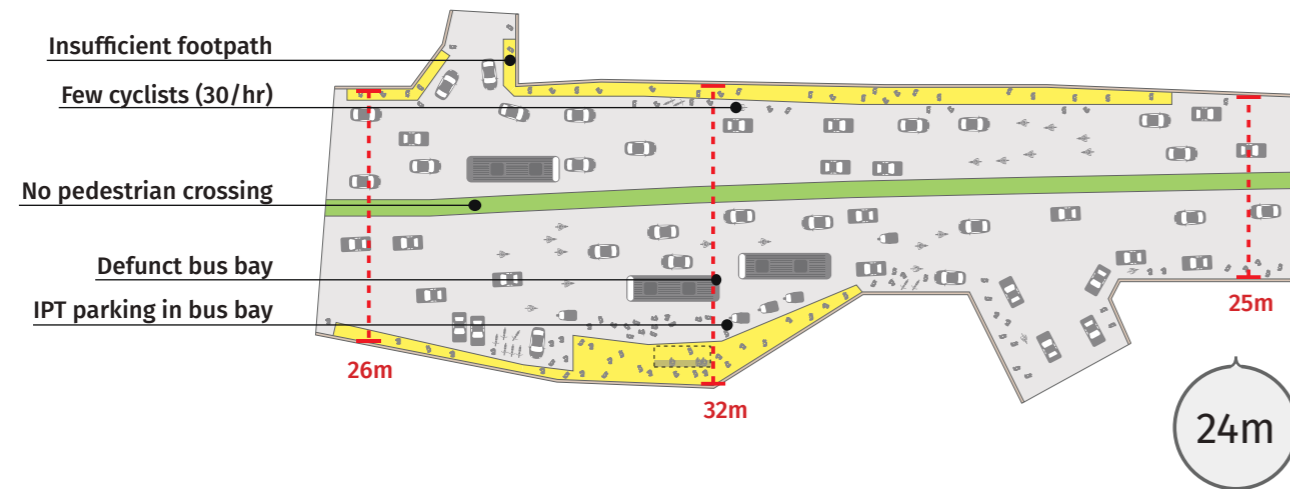 Insufficient footpath
Few cyclists (30/hr)
No pedestrian crossing
Defunct bus bay
IPT parking in bus bay
26m
32m
25m
24m